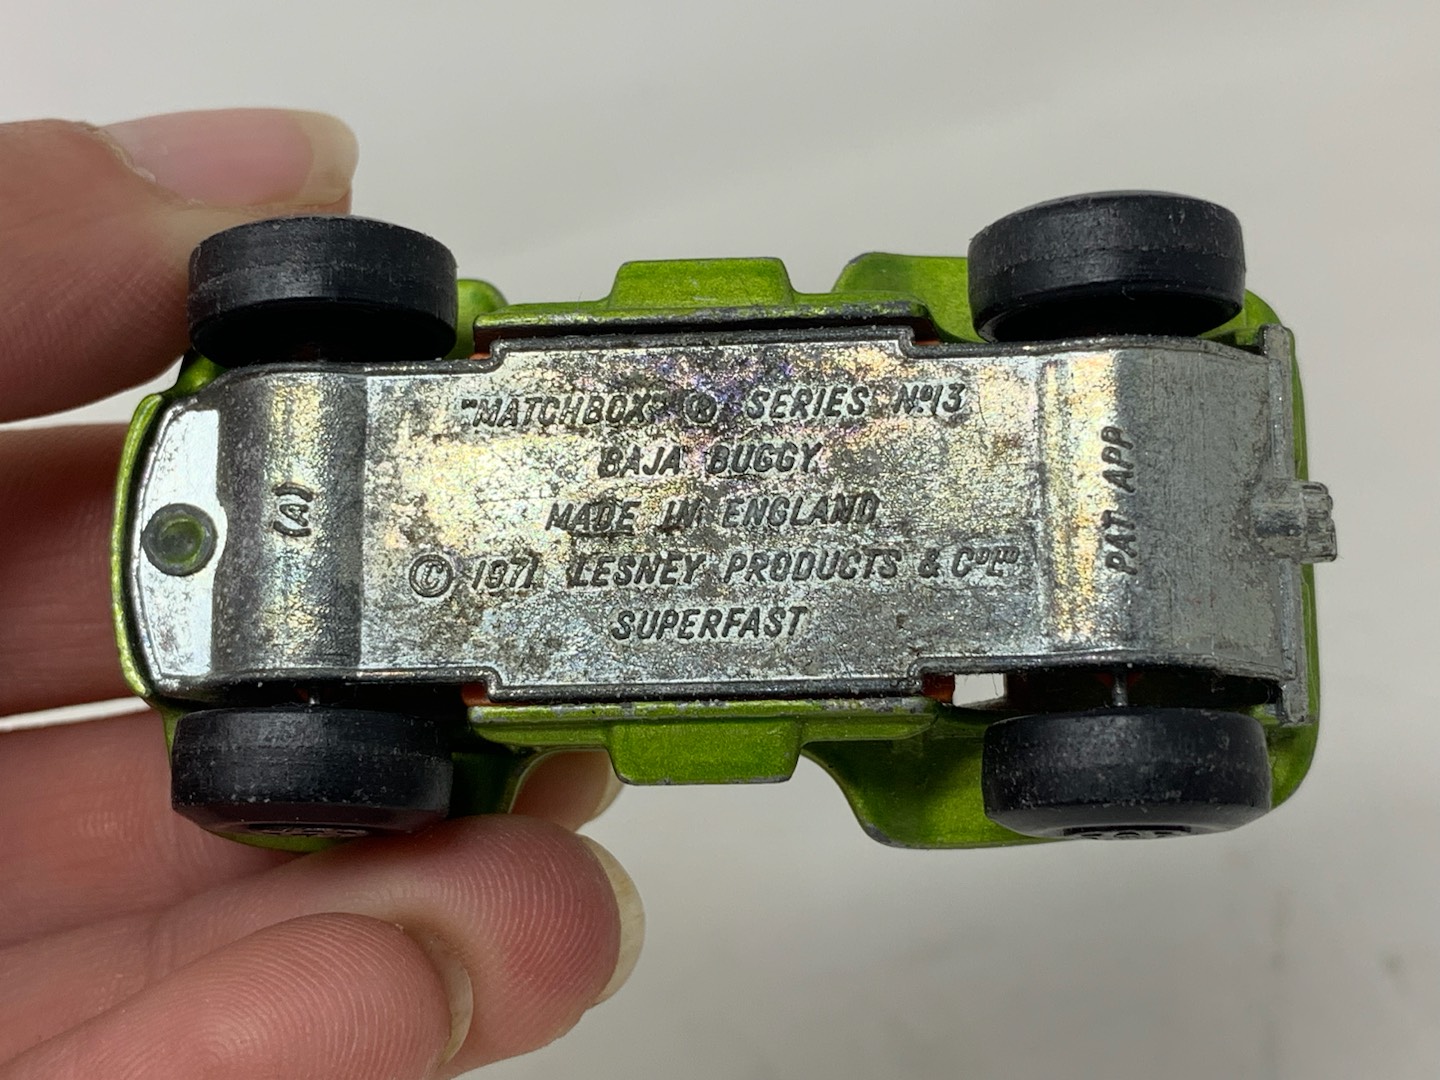 "MATCHBOX" ® SERIES Nº13
BAJA BUGGY
MADE IN ENGLAND
© 1971 LESNEY PRODUCTS & Cº Lᵀᴰ
SUPERFAST
(A)
PAT APP